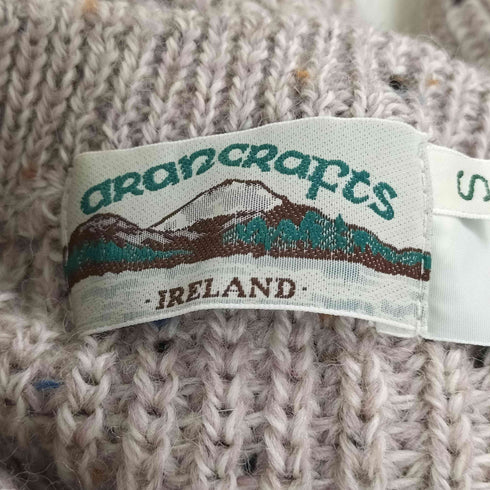 arancrafts
· IRELAND ·
S